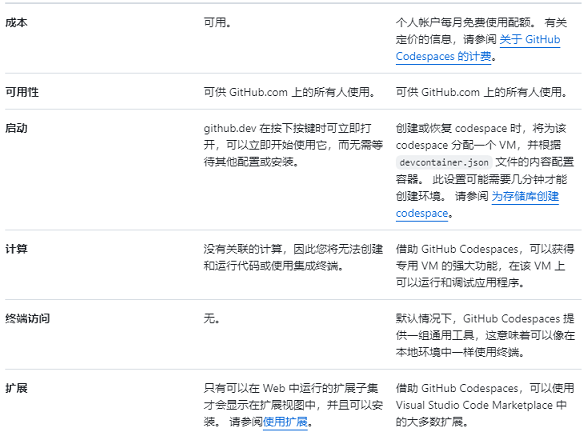 成本
可用。
个人帐户每月免费使用配额。 有关
定价的信息，请参阅 关于 GitHub
Codespaces 的计费。
可用性
可供 GitHub.com 上的所有人使用。
可供 GitHub.com 上的所有人使用。
启动
github.dev 在按下按键时可立即打
开，可以立即开始使用它，而无需等
待其他配置或安装。
创建或恢复 codespace 时，将为该
codespace 分配一个 VM，并根据
devcontainer.json 文件的内容配置
容器。 此设置可能需要几分钟才能
创建环境。 请参阅 为存储库创建
codespace。
计算
没有关联的计算，因此您将无法创建
和运行代码或使用集成终端。
借助 GitHub Codespaces，可以获得
专用 VM 的强大功能，在该 VM 上
可以运行和调试应用程序。
终端访问
无。
默认情况下，GitHub Codespaces 提
供一组通用工具，这意味着可以像在
本地环境中一样使用终端。
扩展
只有可以在 Web 中运行的扩展子集
才会显示在扩展视图中，并且可以安
装。 请参阅使用扩展。
借助 GitHub Codespaces，可以使用
Visual Studio Code Marketplace 中
的大多数扩展。